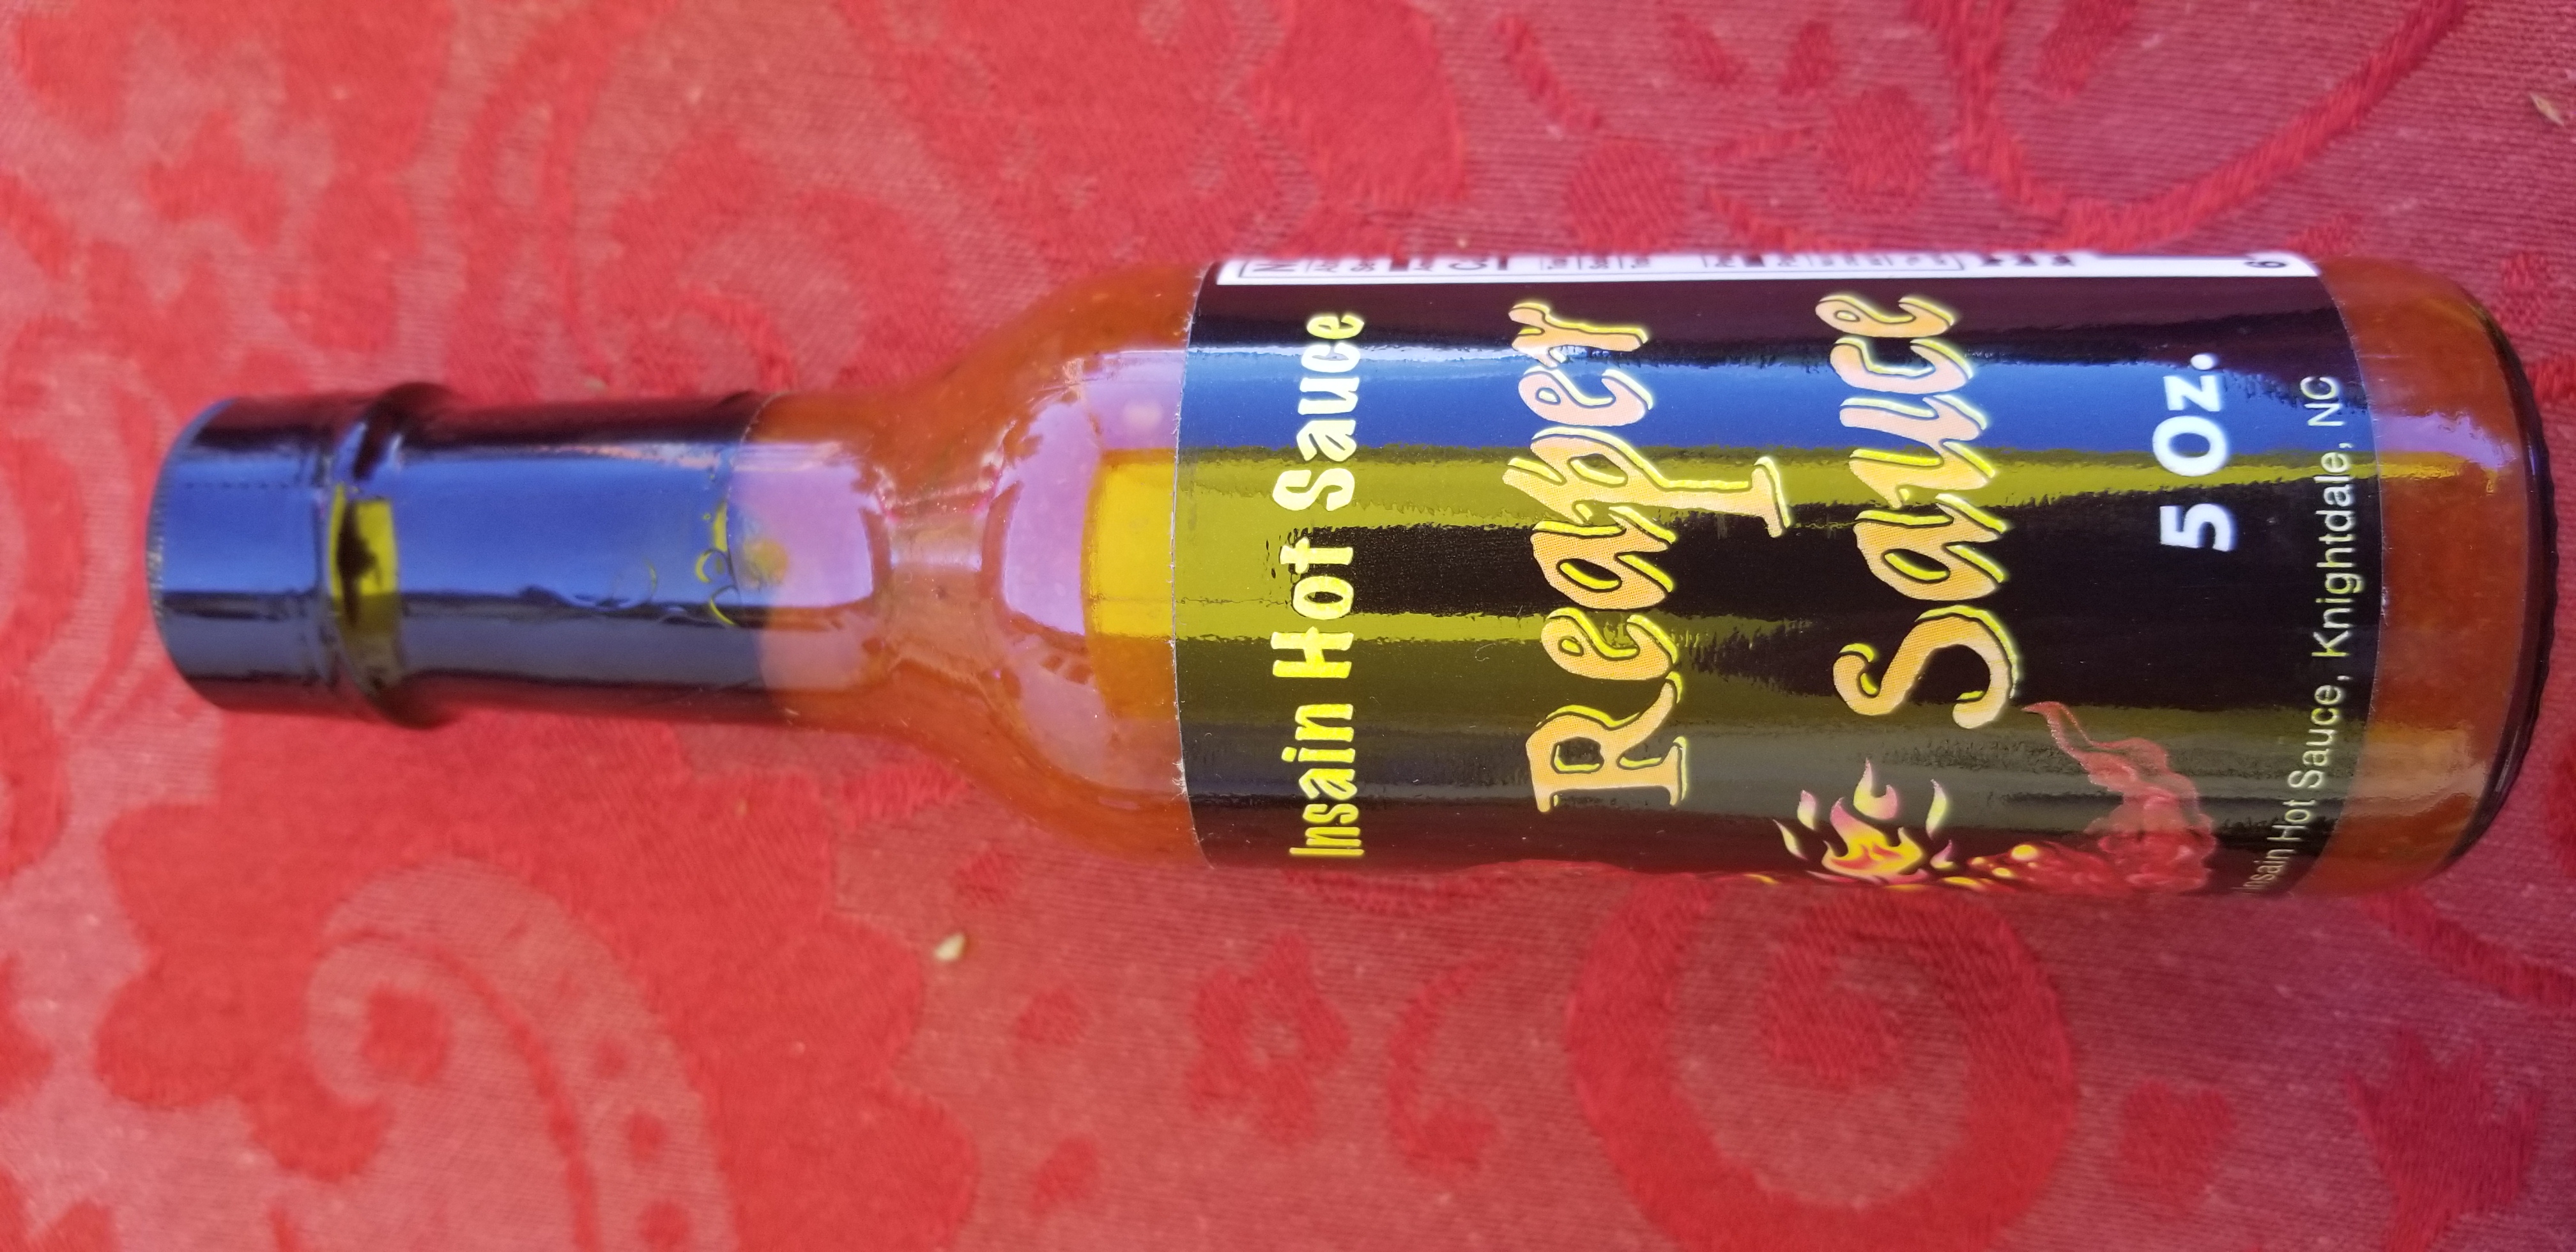 Insain Hot Sauce
Reaper
Sauce
5 Oz.
Insain Hot Sauce, Knightdale, NC